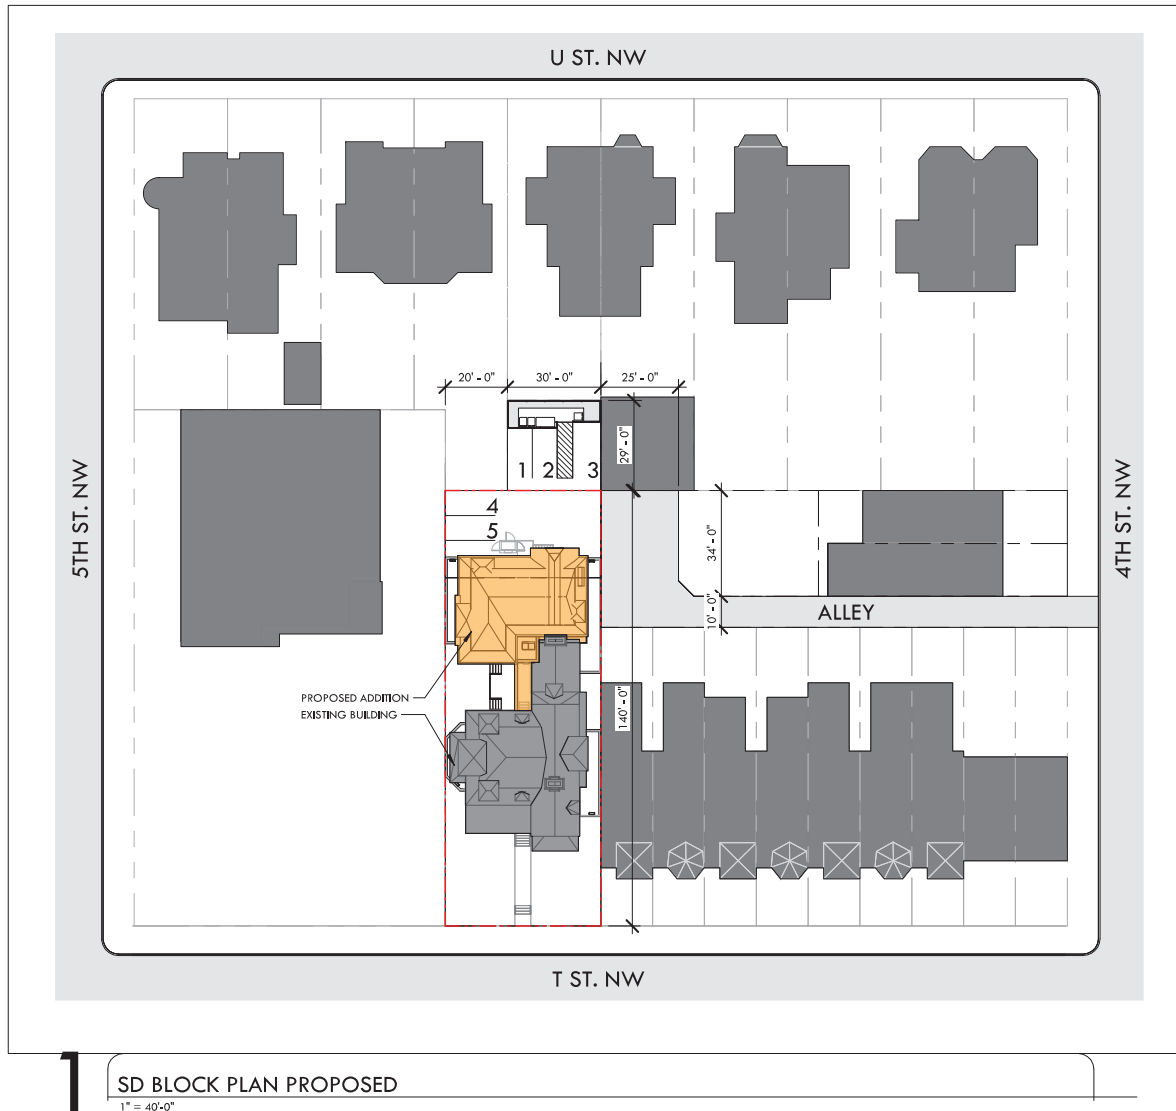 U ST. NW
20' - 0"
30' - 0"
25' - 0"
29' - 0"
1
2
3
4
5
5TH ST. NW
4TH ST. NW
34' - 0"
10' - 0"
ALLEY
PROPOSED ADDITION
EXISTING BUILDING
140' - 0"
T ST. NW
1
SD BLOCK PLAN PROPOSED
1" = 40'-0"